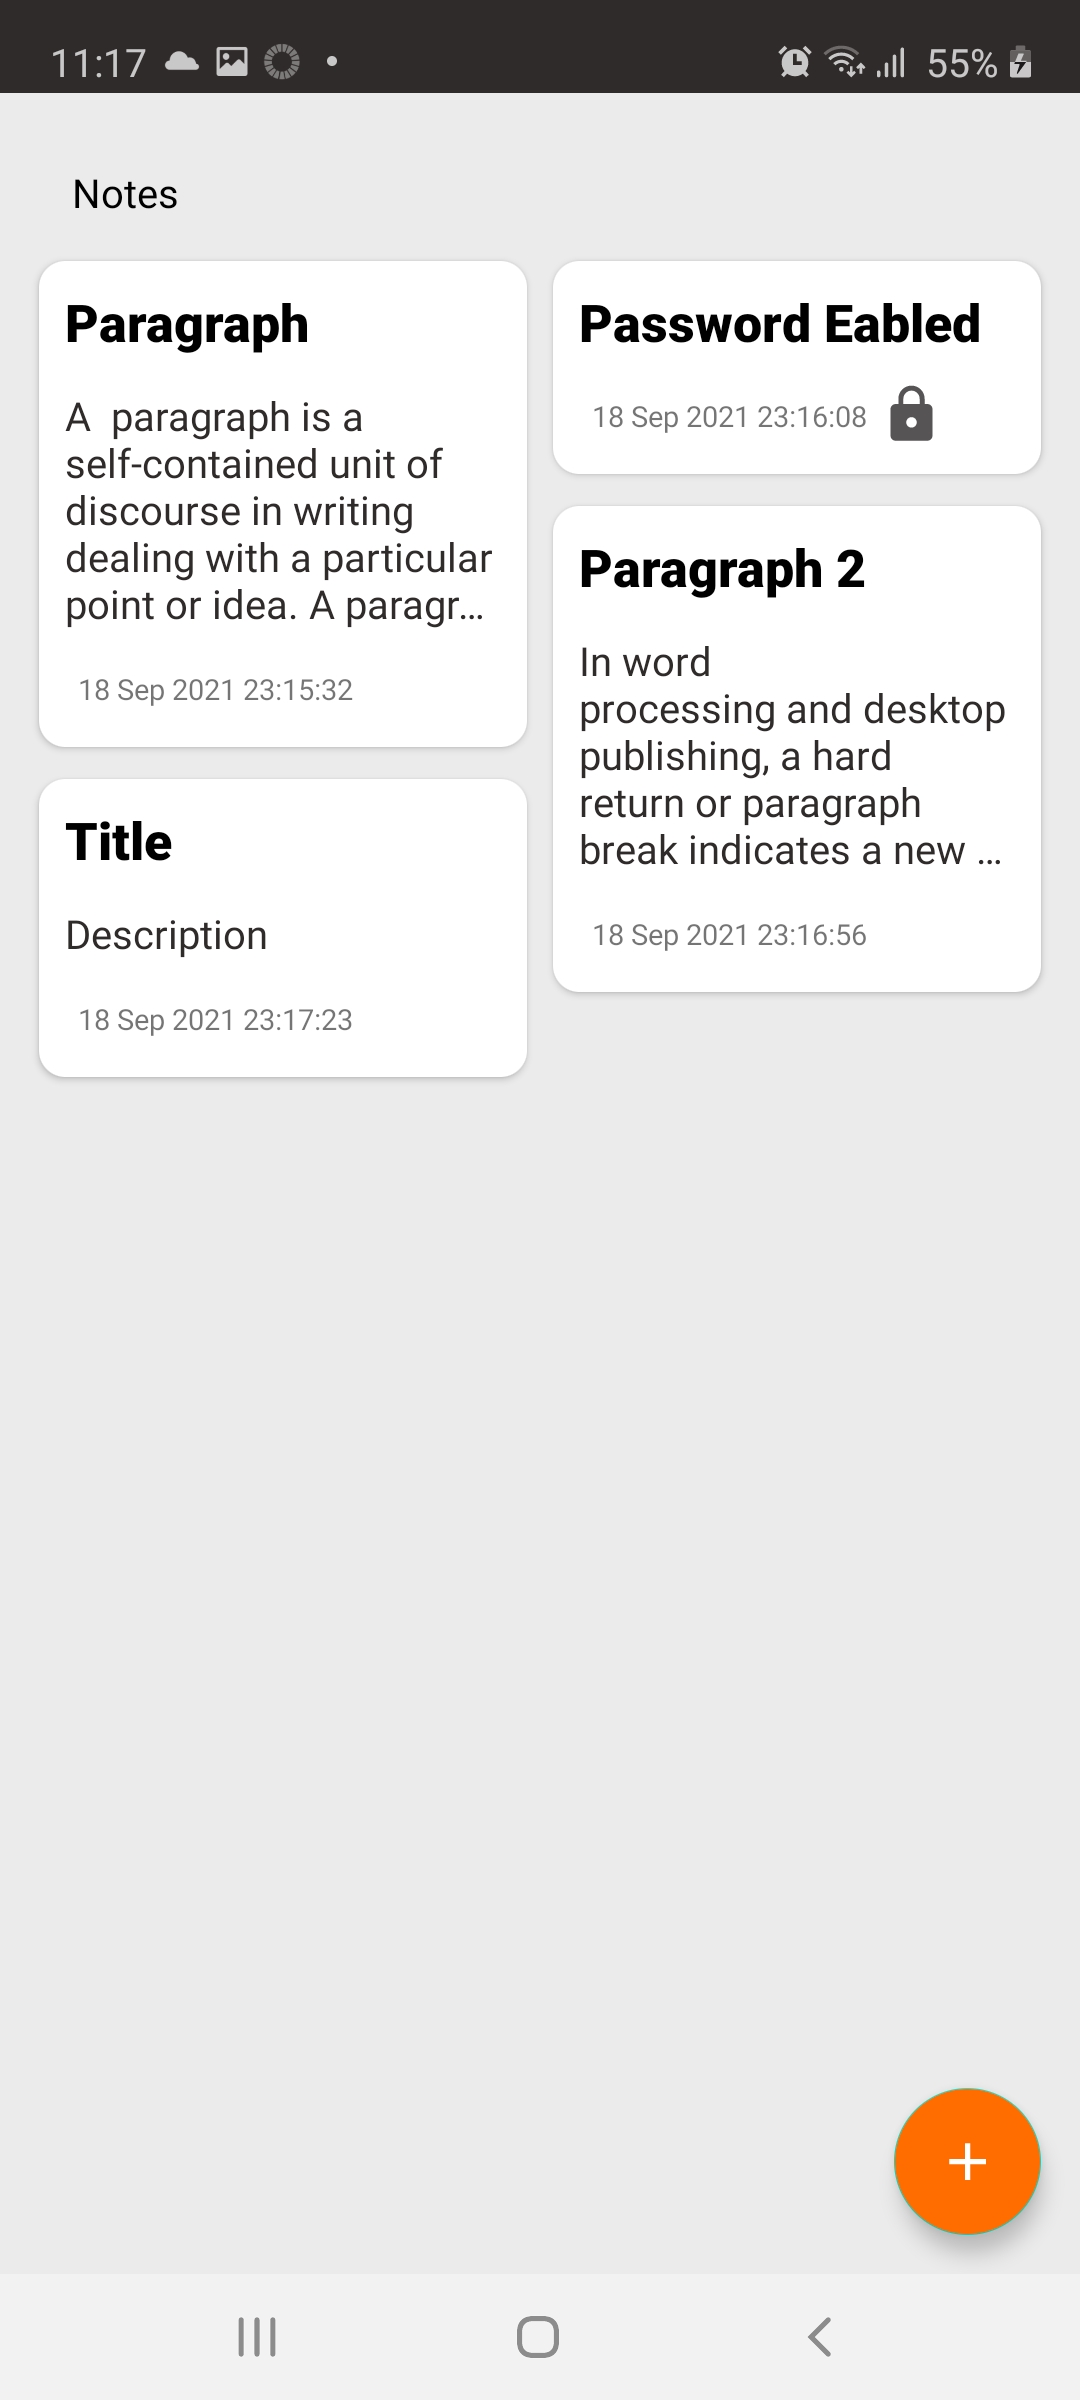 11:17
55%
Notes
Paragraph
A  paragraph is a
self-contained unit of
discourse in writing
dealing with a particular
point or idea. A paragr...
18 Sep 2021 23:15:32
Password Eabled
18 Sep 2021 23:16:08
Paragraph 2
In word
processing and desktop
publishing, a hard
return or paragraph
break indicates a new ...
18 Sep 2021 23:16:56
Title
Description
18 Sep 2021 23:17:23